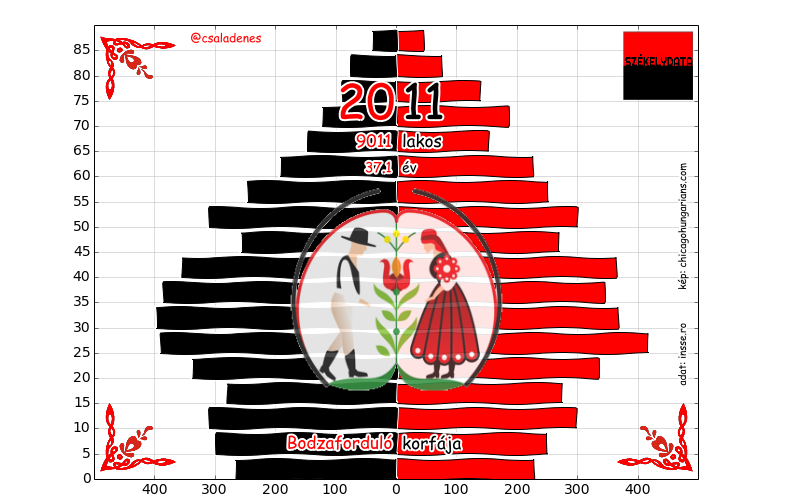 @csaladenes
SZÉKELYDATA
2011
9011 lakos
37.1 év
kép: chicagohungarians.com
adat: insse.ro
Bodzaforduló korfája
85
80
75
70
65
60
55
50
45
40
35
30
25
20
15
10
5
0
400 300 200 100 0 100 200 300 400